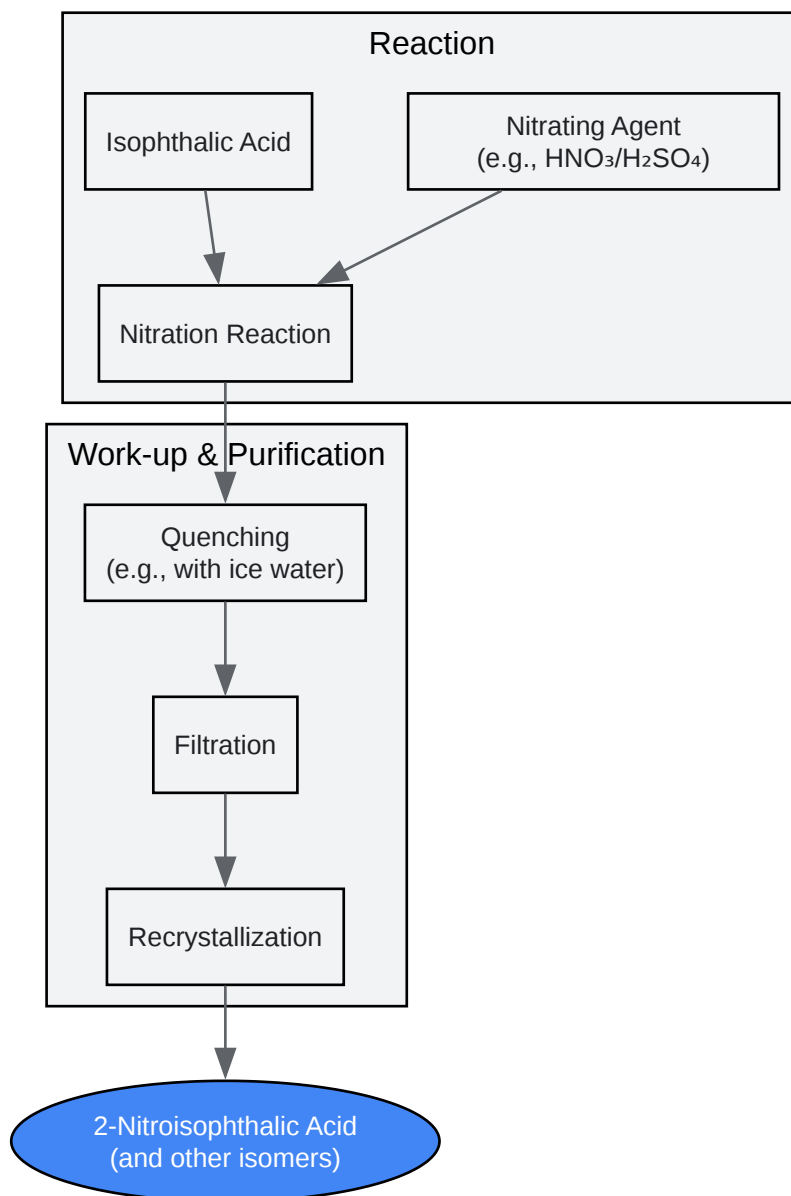 Reaction
Isophthalic Acid
Nitrating Agent
(e.g., HNO₃/H₂SO₄)
Nitration Reaction
Work-up & Purification
Quenching
(e.g., with ice water)
Filtration
Recrystallization
2-Nitroisophthalic Acid
(and other isomers)